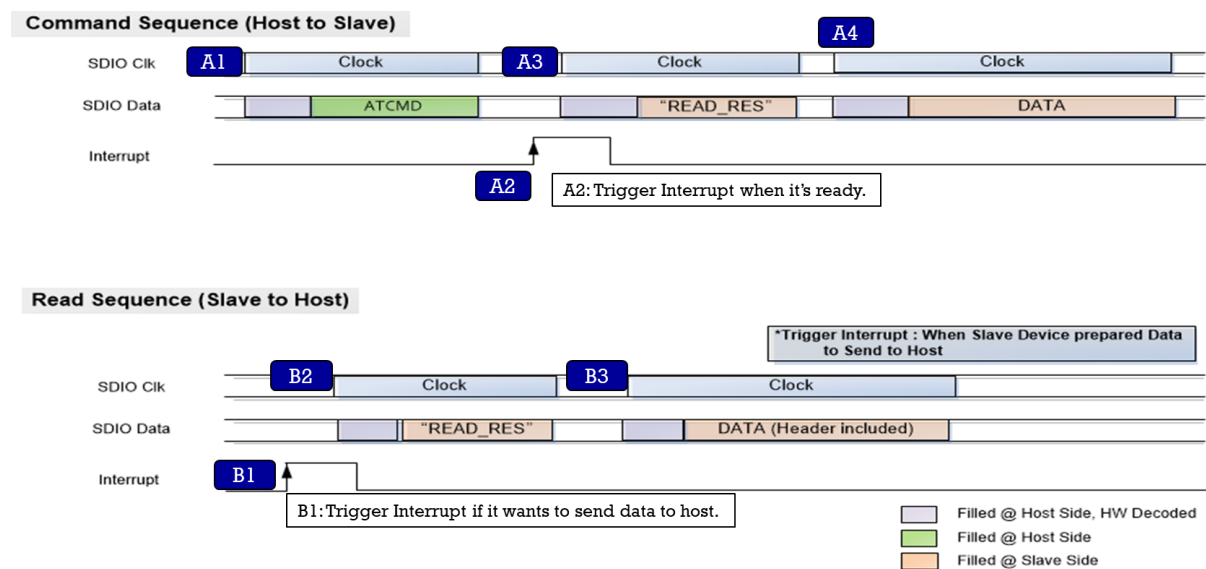 Command Sequence (Host to Slave)
A4
SDIO Clk
A1
Clock
A3
Clock
Clock
SDIO Data
ATCMD
“READ_RES”
DATA
Interrupt
A2
A2: Trigger Interrupt when it’s ready.
Read Sequence (Slave to Host)
*Trigger Interrupt : When Slave Device prepared Data
to Send to Host
SDIO Clk
B2
Clock
B3
Clock
SDIO Data
“READ_RES”
DATA (Header included)
Interrupt
B1
B1: Trigger Interrupt if it wants to send data to host.
Filled @ Host Side, HW Decoded
Filled @ Host Side
Filled @ Slave Side